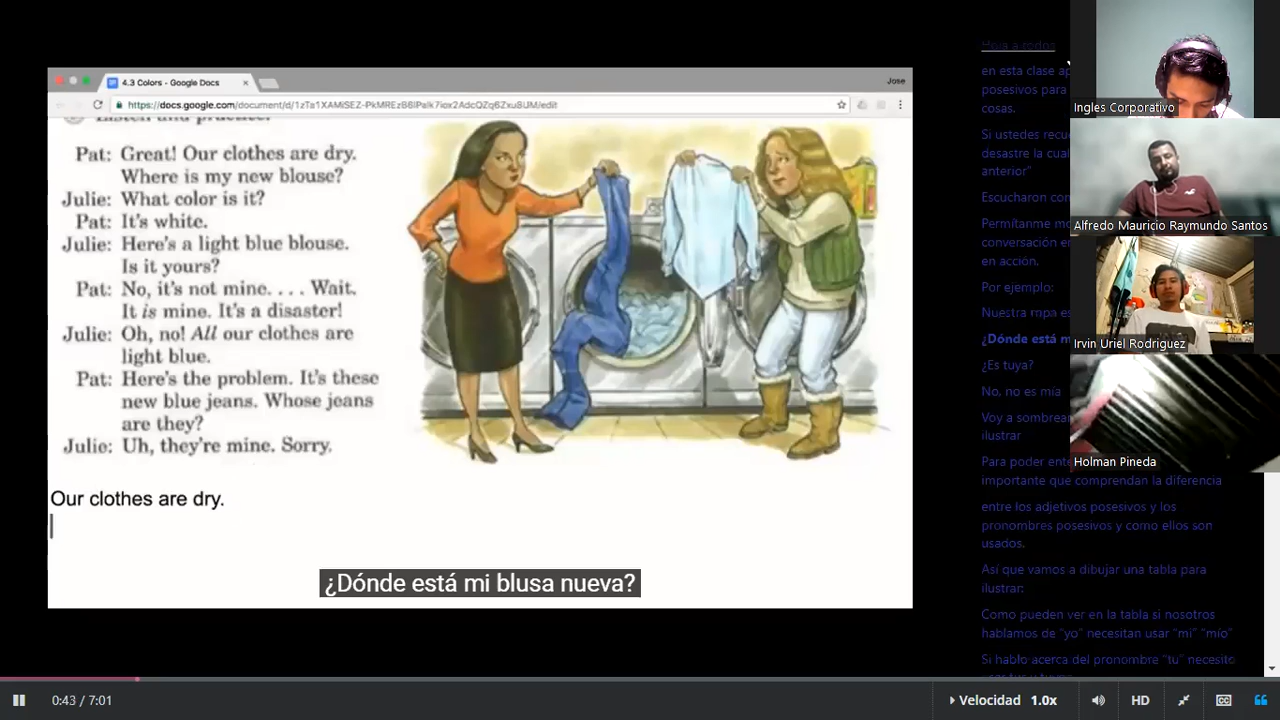 4.3 Colors - Google Docs
Jose
https://docs.google.com/document/d/1zTa1XAMiSEZ-PkMREzB6lPalk7iox2AdcQZq6Zxu8UM/edit
Listen and practice.
Pat: Great! Our clothes are dry.
Where is my new blouse?
Julie: What color is it?
Pat: It's white.
Julie: Here's a light blue blouse.
Is it yours?
Pat: No, it's not mine. . . . Wait.
It is mine. It's a disaster!
Julie: Oh, no! All our clothes are
light blue.
Pat: Here's the problem. It's these
new blue jeans. Whose jeans
are they?
Julie: Uh, they're mine. Sorry.
Our clothes are dry.
¿Dónde está mi blusa nueva?
Hola a todos
en esta clase
posesivos para
cosas.
Si ustedes
desastre la cual
anterior"
Escucharon
Permítanme
conversación
en acción.
Por ejemplo:
Nuestra ropa
¿Dónde está
¿Es tuya?
No, no es mía
Voy a sombrear
ilustrar
Para poder
importante que comprendan la diferencia
entre los adjetivos posesivos y los
pronombres posesivos y como ellos son
usados.
Así que vamos a dibujar una tabla para
ilustrar:
Como pueden ver en la tabla si nosotros
hablamos de "yo" necesitan usar "mi" "mío"
Si hablo acerca del pronombre "tu" necesito
Ingles Corporativo
Alfredo Mauricio Raymundo Santos
Irvin Uriel Rodriguez
Holman Pineda
0:43 / 7:01
Velocidad 1.0x
HD
CC